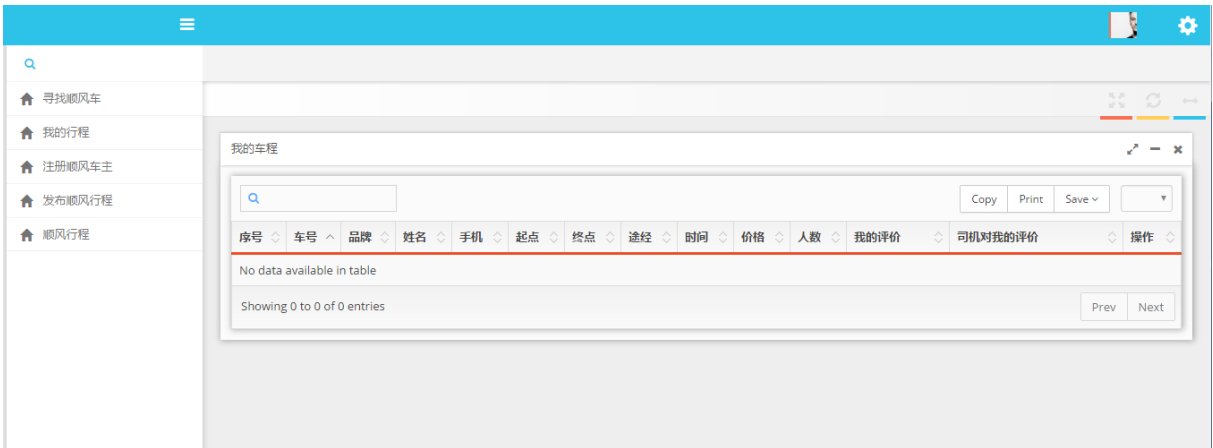 寻找顺风车
我的行程
注册顺风车主
发布顺风行程
顺风行程
我的车程
Copy Print Save
序号 车号 品牌 姓名 手机 起点 终点 途经 时间 价格 人数 我的评价 司机对我的评价 操作
No data available in table
Showing 0 to 0 of 0 entries
Prev Next